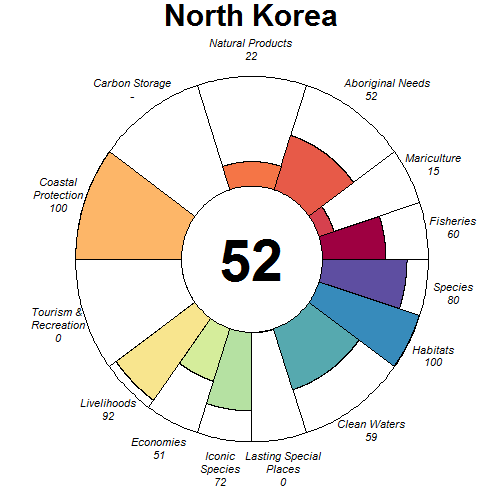 North Korea
Natural Products
22
Aboriginal Needs
52
Mariculture
15
Fisheries
60
Species
80
Habitats
100
Clean Waters
59
Lasting Special
Places
0
Iconic
Species
72
Economies
51
Livelihoods
92
Tourism &
Recreation
0
Coastal
Protection
100
Carbon Storage
-
52